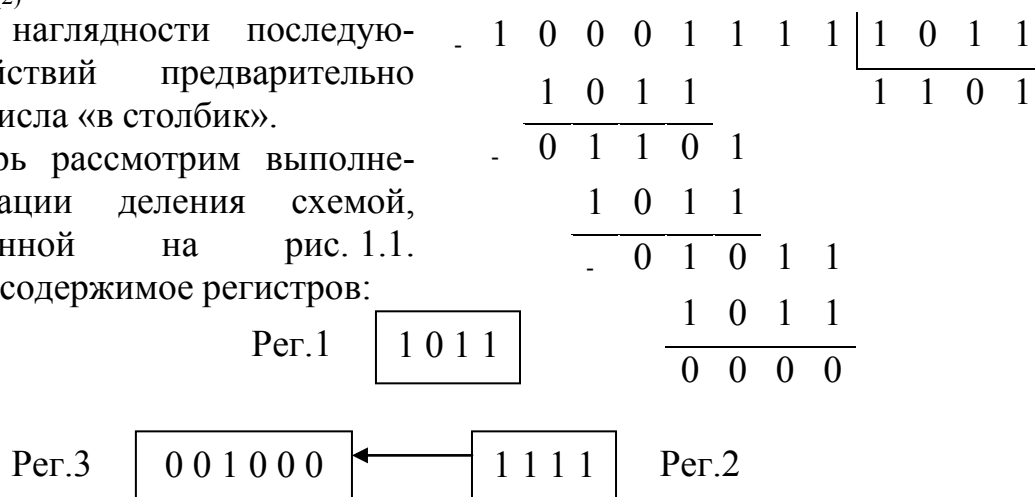 (2)
наглядности последую-
йствий предварительно
исла «в столбик».
рь рассмотрим выполне-
ации деления схемой,
нной на рис. 1.1.
содержимое регистров:
- 1 0 0 0 1 1 1 1 1 0 1 1
1 0 1 1 1 1 0 1
- 0 1 1 0 1
1 0 1 1
- 0 1 0 1 1
1 0 1 1
0 0 0 0
Рег.1 1 0 1 1
Рег.3 0 0 1 0 0 0 1 1 1 1 Рег.2